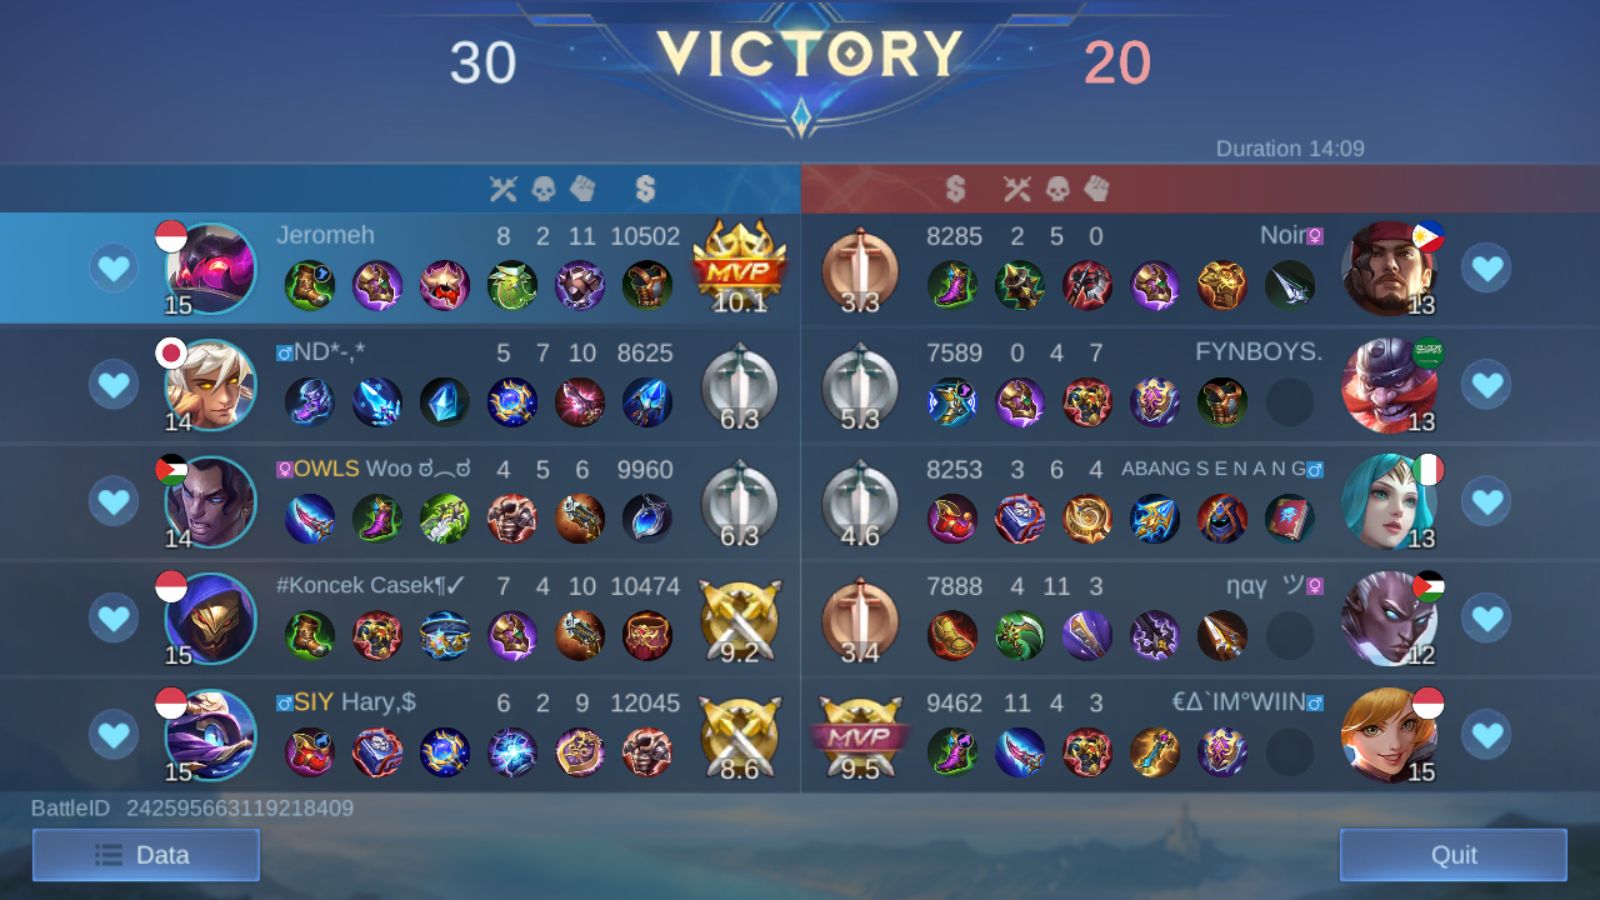 30 VICTORY 20
Duration 14:09
Jeromeh 8 2 11 10502 MVP 10.1 15
3.3 8285 2 5 0 Noir♀ 13
♂ND*-,* 5 7 10 8625 6.3 14
5.3 7589 0 4 7 FYNBOYS. 13
♀OWLS Woo ಠ︵ಠ 4 5 6 9960 6.3 14
4.6 8253 3 6 4 ABANG S E N A N G♂ 13
#Koncek Casek¶✓ 7 4 10 10474 9.2 15
3.4 7888 4 11 3 ηαγ ツ♀ 12
♂SIY Hary,$ 6 2 9 12045 8.6 15
MVP 9.5 9462 11 4 3 €Δ`IM°WIIN♂ 15
BattleID 242595663119218409
Data Quit